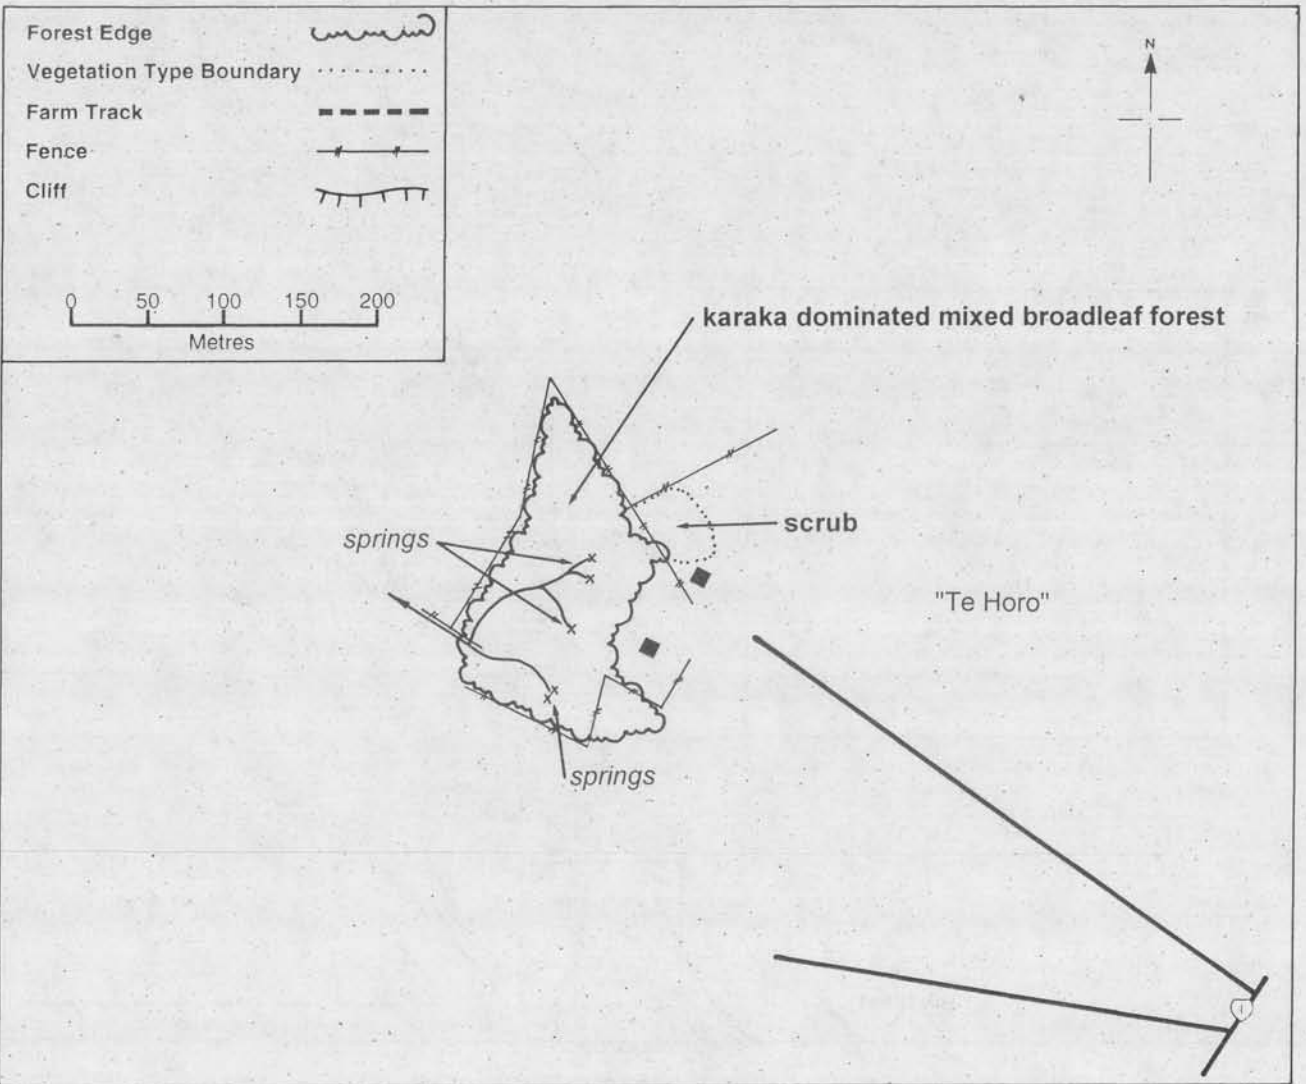 Forest Edge
Vegetation Type Boundary
Farm Track
Fence
Cliff
0 50 100 150 200
Metres
N
karaka dominated mixed broadleaf forest
scrub
springs
"Te Horo"
springs
1